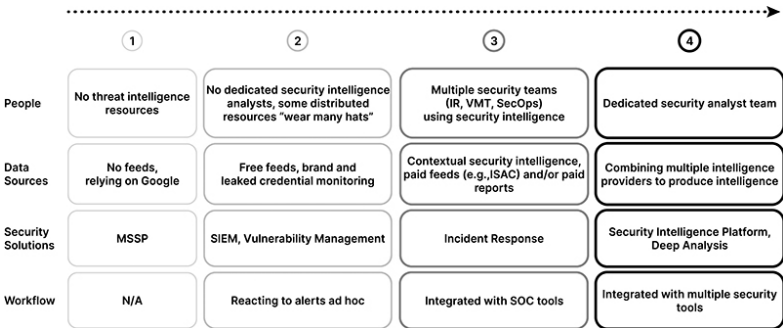 1 2 3 4
People
No threat intelligence
resources
No dedicated security intelligence
analysts, some distributed
resources “wear many hats”
Multiple security teams
(IR, VMT, SecOps)
using security intelligence
Dedicated security analyst team
Data
Sources
No feeds,
relying on Google
Free feeds, brand and
leaked credential monitoring
Contextual security intelligence,
paid feeds (e.g.,ISAC) and/or paid
reports
Combining multiple intelligence
providers to produce intelligence
Security
Solutions
MSSP
SIEM, Vulnerability Management
Incident Response
Security Intelligence Platform,
Deep Analysis
Workflow
N/A
Reacting to alerts ad hoc
Integrated with SOC tools
Integrated with multiple security
tools